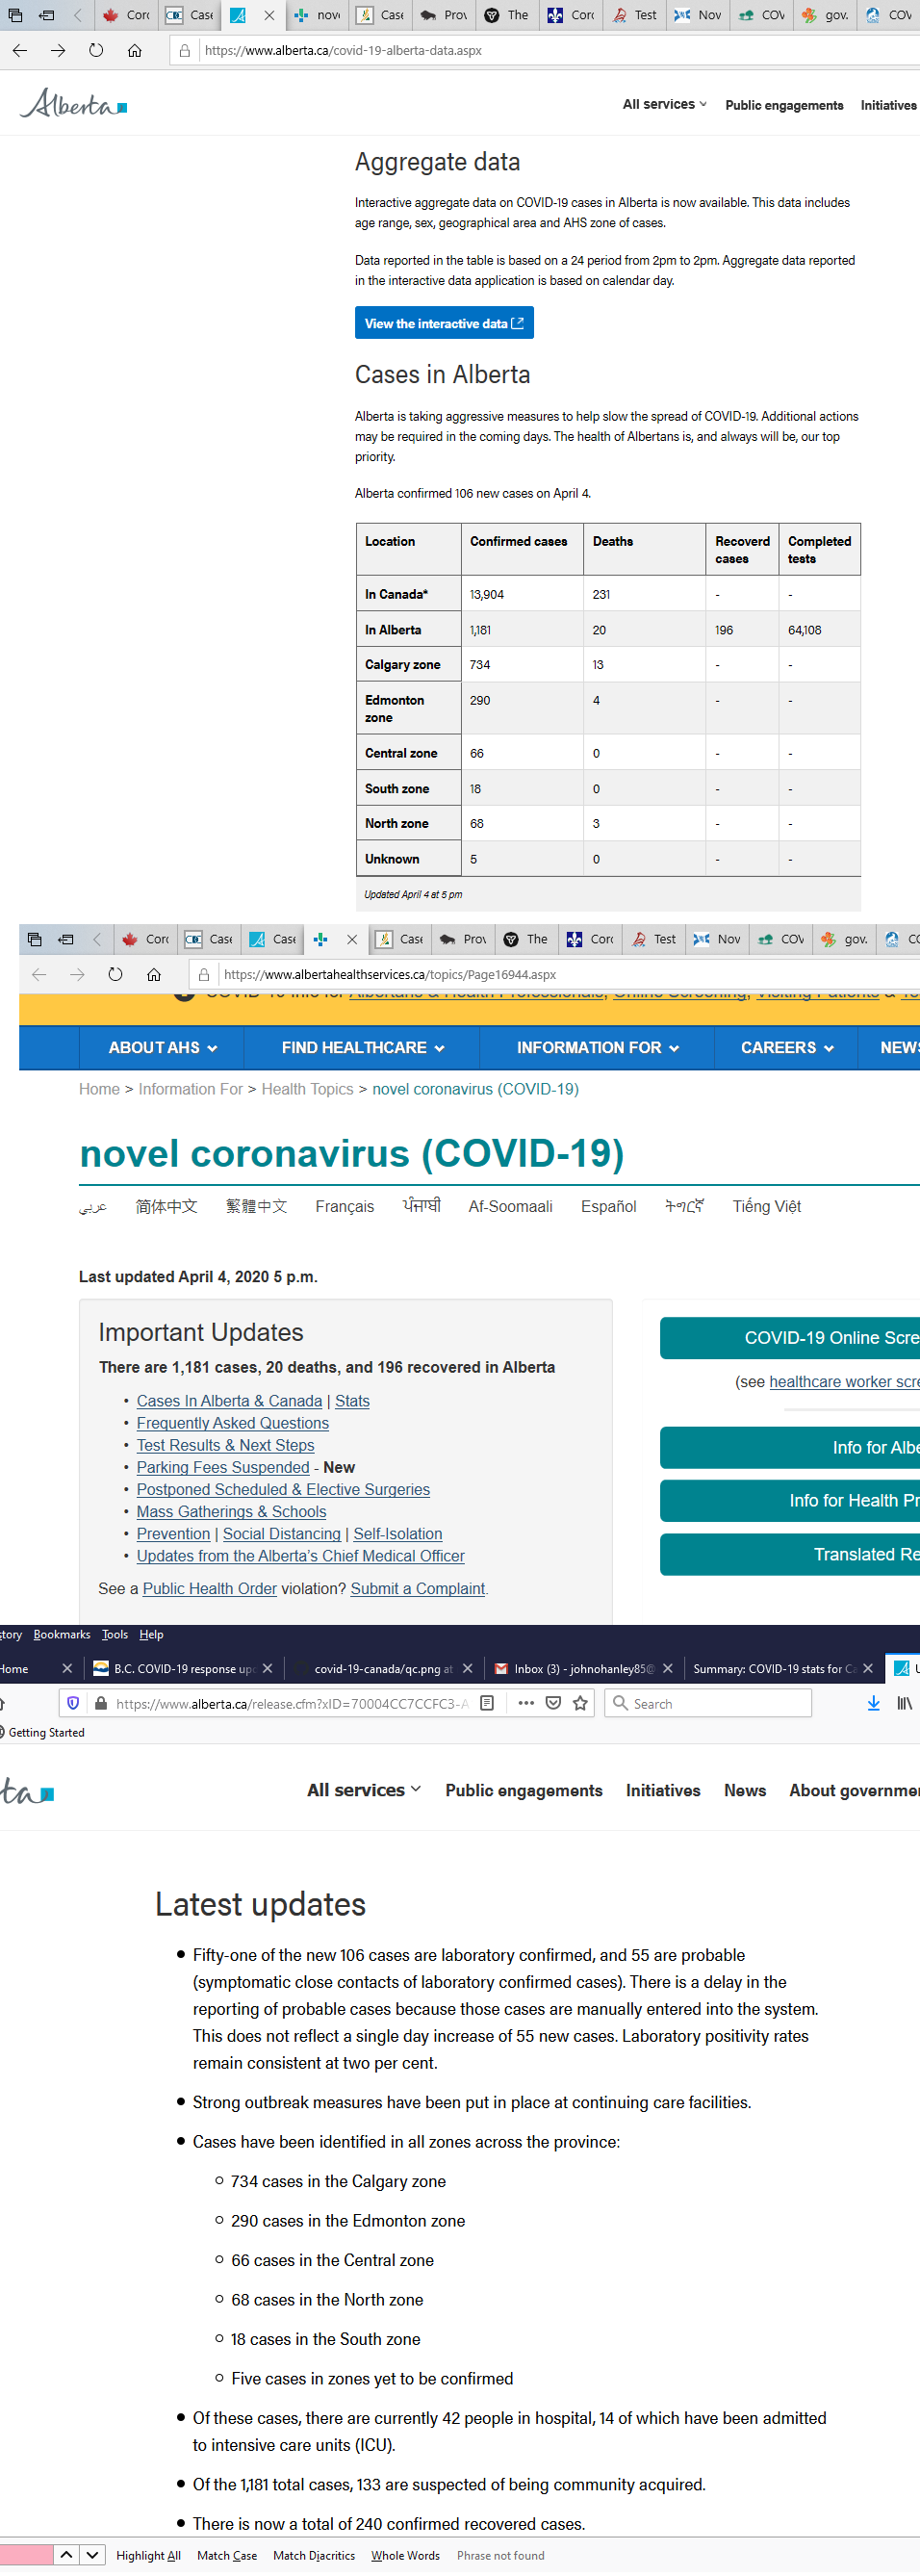 Corc Case nove Case Prov The Corc Test Nov COV gov. COV
https://www.alberta.ca/covid-19-alberta-data.aspx
Alberta All services Public engagements Initiatives
Aggregate data
Interactive aggregate data on COVID-19 cases in Alberta is now available. This data includes
age range, sex, geographical area and AHS zone of cases.
Data reported in the table is based on a 24 period from 2pm to 2pm. Aggregate data reported
in the interactive data application is based on calendar day.
View the interactive data
Cases in Alberta
Alberta is taking aggressive measures to help slow the spread of COVID-19. Additional actions
may be required in the coming days. The health of Albertans is, and always will be, our top
priority.
Alberta confirmed 106 new cases on April 4.
Location Confirmed cases Deaths Recoverd cases Completed tests
In Canada* 13,904 231 - -
In Alberta 1,181 20 196 64,108
Calgary zone 734 13 - -
Edmonton zone 290 4 - -
Central zone 66 0 - -
South zone 18 0 - -
North zone 68 3 - -
Unknown 5 0 - -
Updated April 4 at 5 pm
Corc Case Case Case Prov The Corc Test Nov COV gov. CO
https://www.albertahealthservices.ca/topics/Page16944.aspx
COVID-19 Info for Albertans & Health Professionals, Online Screening, Visiting Patients &
ABOUT AHS FIND HEALTHCARE INFORMATION FOR CAREERS NEWS
Home > Information For > Health Topics > novel coronavirus (COVID-19)
novel coronavirus (COVID-19)
عربي 简体中文 繁體中文 Français ਪੰਜਾਬੀ Af-Soomaali Español ትግርኛ Tiếng Việt
Last updated April 4, 2020 5 p.m.
Important Updates
There are 1,181 cases, 20 deaths, and 196 recovered in Alberta
• Cases In Alberta & Canada | Stats
• Frequently Asked Questions
• Test Results & Next Steps
• Parking Fees Suspended - New
• Postponed Scheduled & Elective Surgeries
• Mass Gatherings & Schools
• Prevention | Social Distancing | Self-Isolation
• Updates from the Alberta's Chief Medical Officer
See a Public Health Order violation? Submit a Complaint.
COVID-19 Online Scre
(see healthcare worker scre
Info for Albe
Info for Health Pr
Translated Re
story Bookmarks Tools Help
Home B.C. COVID-19 response upd covid-19-canada/qc.png at Inbox (3) - johnohanley85@ Summary: COVID-19 stats for Ca U
https://www.alberta.ca/release.cfm?xID=70004CC7CCFC3-A Search
Getting Started
rta All services Public engagements Initiatives News About governmen
Latest updates
• Fifty-one of the new 106 cases are laboratory confirmed, and 55 are probable
(symptomatic close contacts of laboratory confirmed cases). There is a delay in the
reporting of probable cases because those cases are manually entered into the system.
This does not reflect a single day increase of 55 new cases. Laboratory positivity rates
remain consistent at two per cent.
• Strong outbreak measures have been put in place at continuing care facilities.
• Cases have been identified in all zones across the province:
○ 734 cases in the Calgary zone
○ 290 cases in the Edmonton zone
○ 66 cases in the Central zone
○ 68 cases in the North zone
○ 18 cases in the South zone
○ Five cases in zones yet to be confirmed
• Of these cases, there are currently 42 people in hospital, 14 of which have been admitted
to intensive care units (ICU).
• Of the 1,181 total cases, 133 are suspected of being community acquired.
• There is now a total of 240 confirmed recovered cases.
Highlight All Match Case Match Diacritics Whole Words Phrase not found